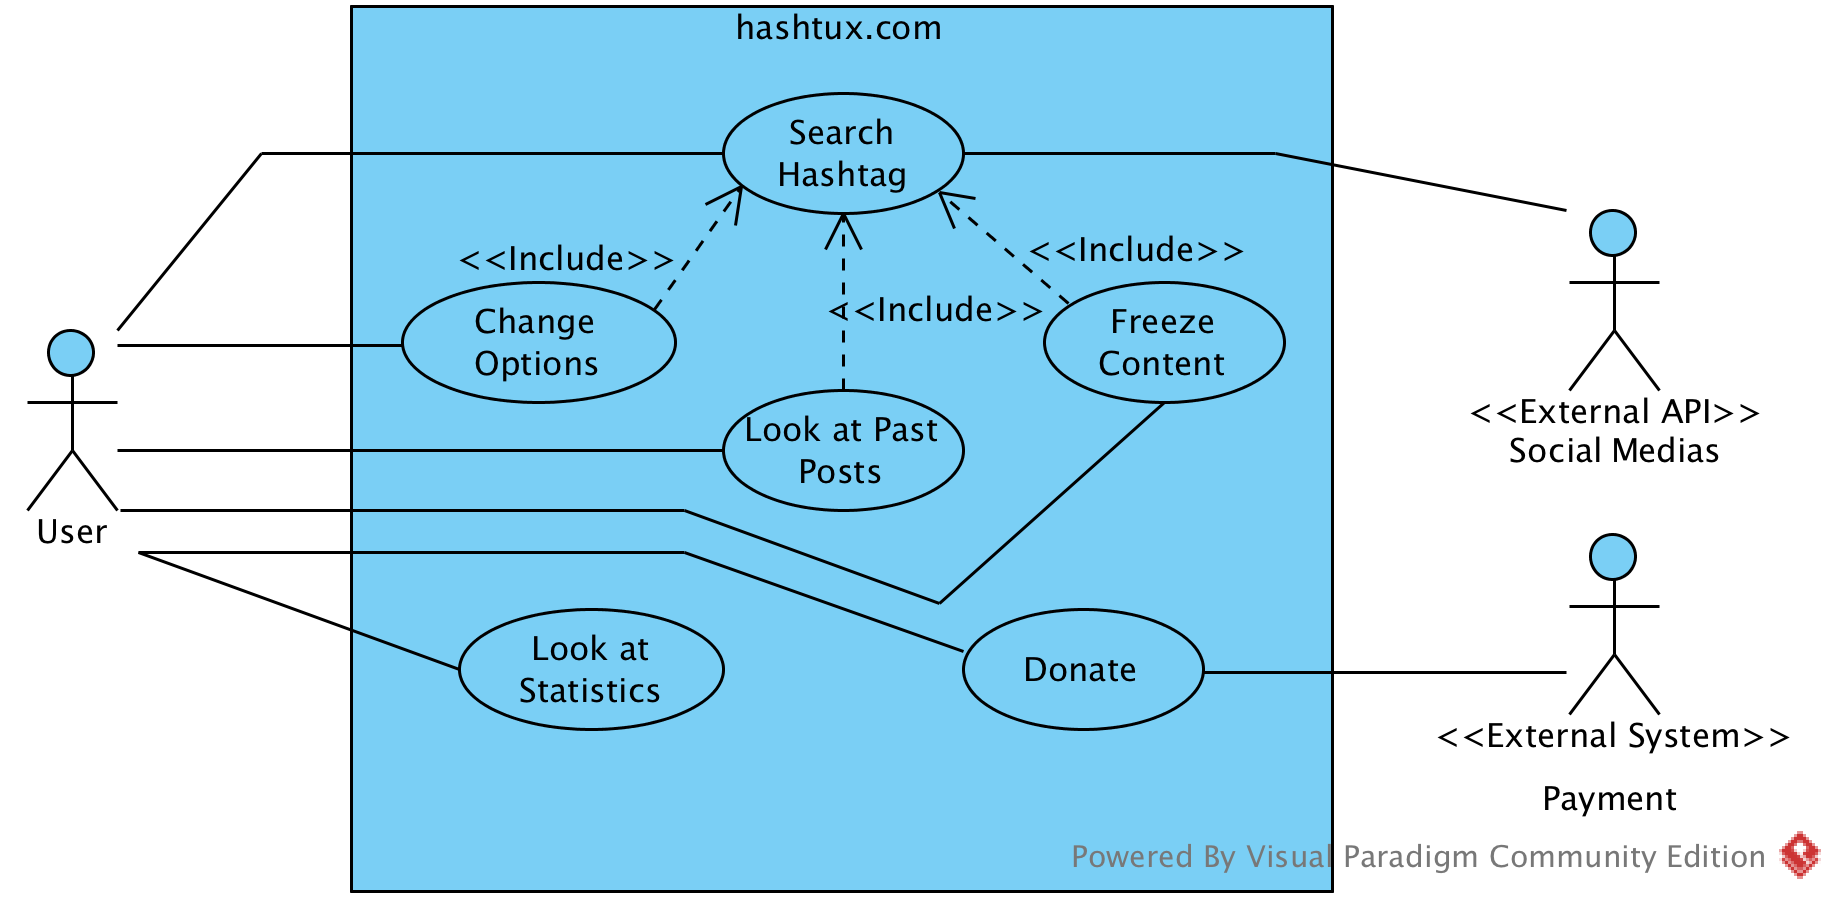 hashtux.com
Search
Hashtag
<<Include>>
<<Include>>
<<Include>>
Change
Options
Freeze
Content
Look at Past
Posts
User
<<External API>>
Social Medias
Look at
Statistics
Donate
<<External System>>
Payment
Powered By Visual Paradigm Community Edition